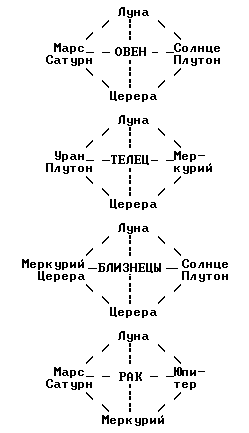 Луна
Марс ОВЕН Солнце
Сатурн Плутон
Церера
Луна
Уран ТЕЛЕЦ Мер-
Плутон курий
Церера
Луна
Меркурий БЛИЗНЕЦЫ Солнце
Церера Плутон
Церера
Луна
Марс РАК Юпи-
Сатурн тер
Меркурий